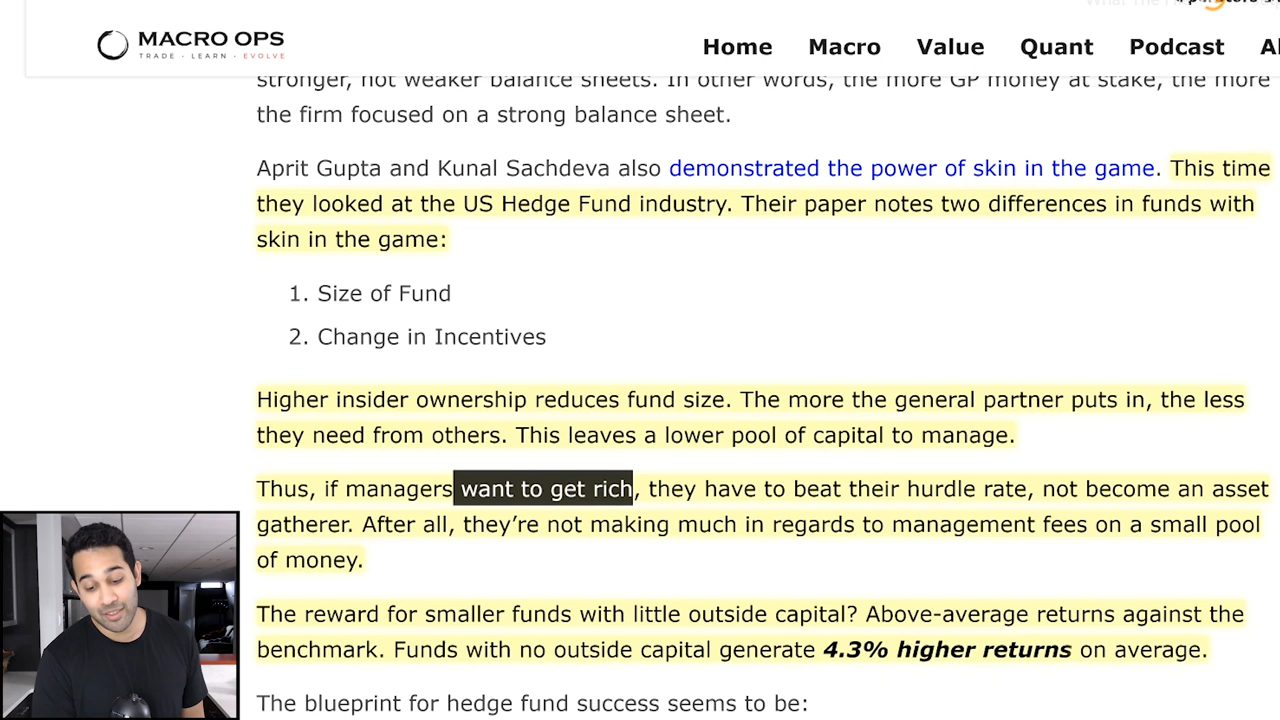 MACRO OPS
TRADE · LEARN · EVOLVE
Home Macro Value Quant Podcast
stronger, not weaker balance sheets. In other words, the more GP money at stake, the more
the firm focused on a strong balance sheet.
Aprit Gupta and Kunal Sachdeva also demonstrated the power of skin in the game. This time
they looked at the US Hedge Fund industry. Their paper notes two differences in funds with
skin in the game:
1. Size of Fund
2. Change in Incentives
Higher insider ownership reduces fund size. The more the general partner puts in, the less
they need from others. This leaves a lower pool of capital to manage.
Thus, if managers want to get rich, they have to beat their hurdle rate, not become an asset
gatherer. After all, they're not making much in regards to management fees on a small pool
of money.
The reward for smaller funds with little outside capital? Above-average returns against the
benchmark. Funds with no outside capital generate 4.3% higher returns on average.
The blueprint for hedge fund success seems to be: